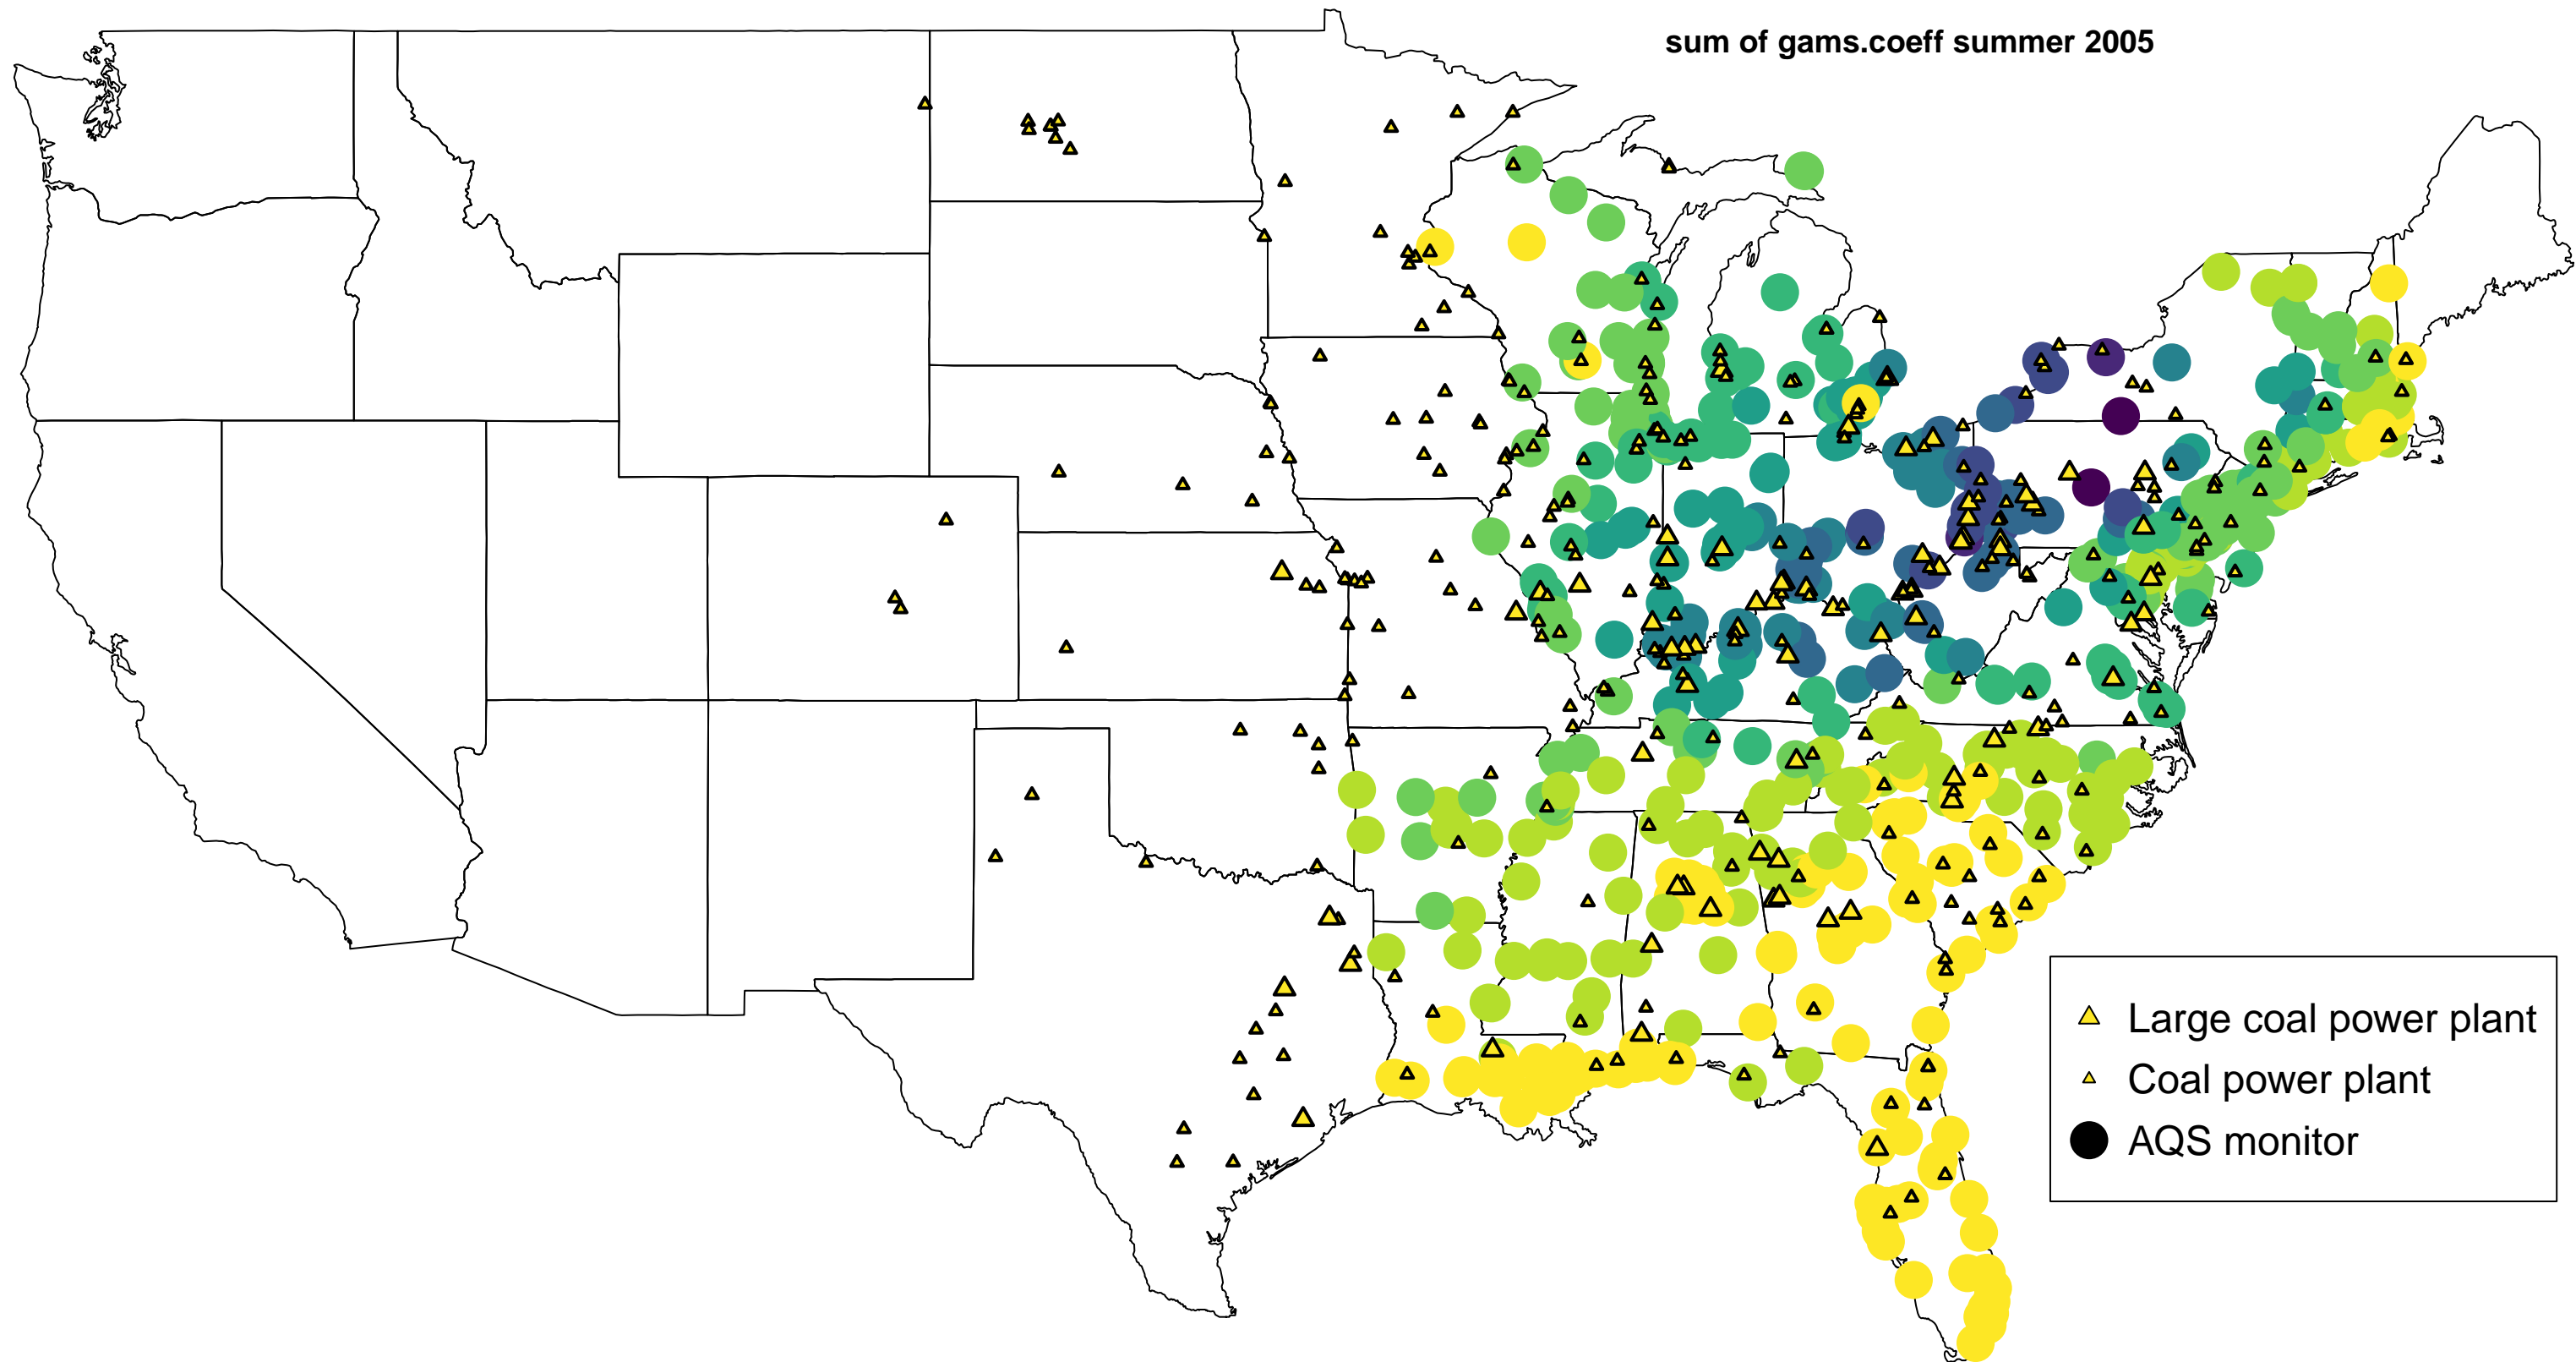 sum of gams.coeff summer 2005
Large coal power plant
Coal power plant
AQS monitor